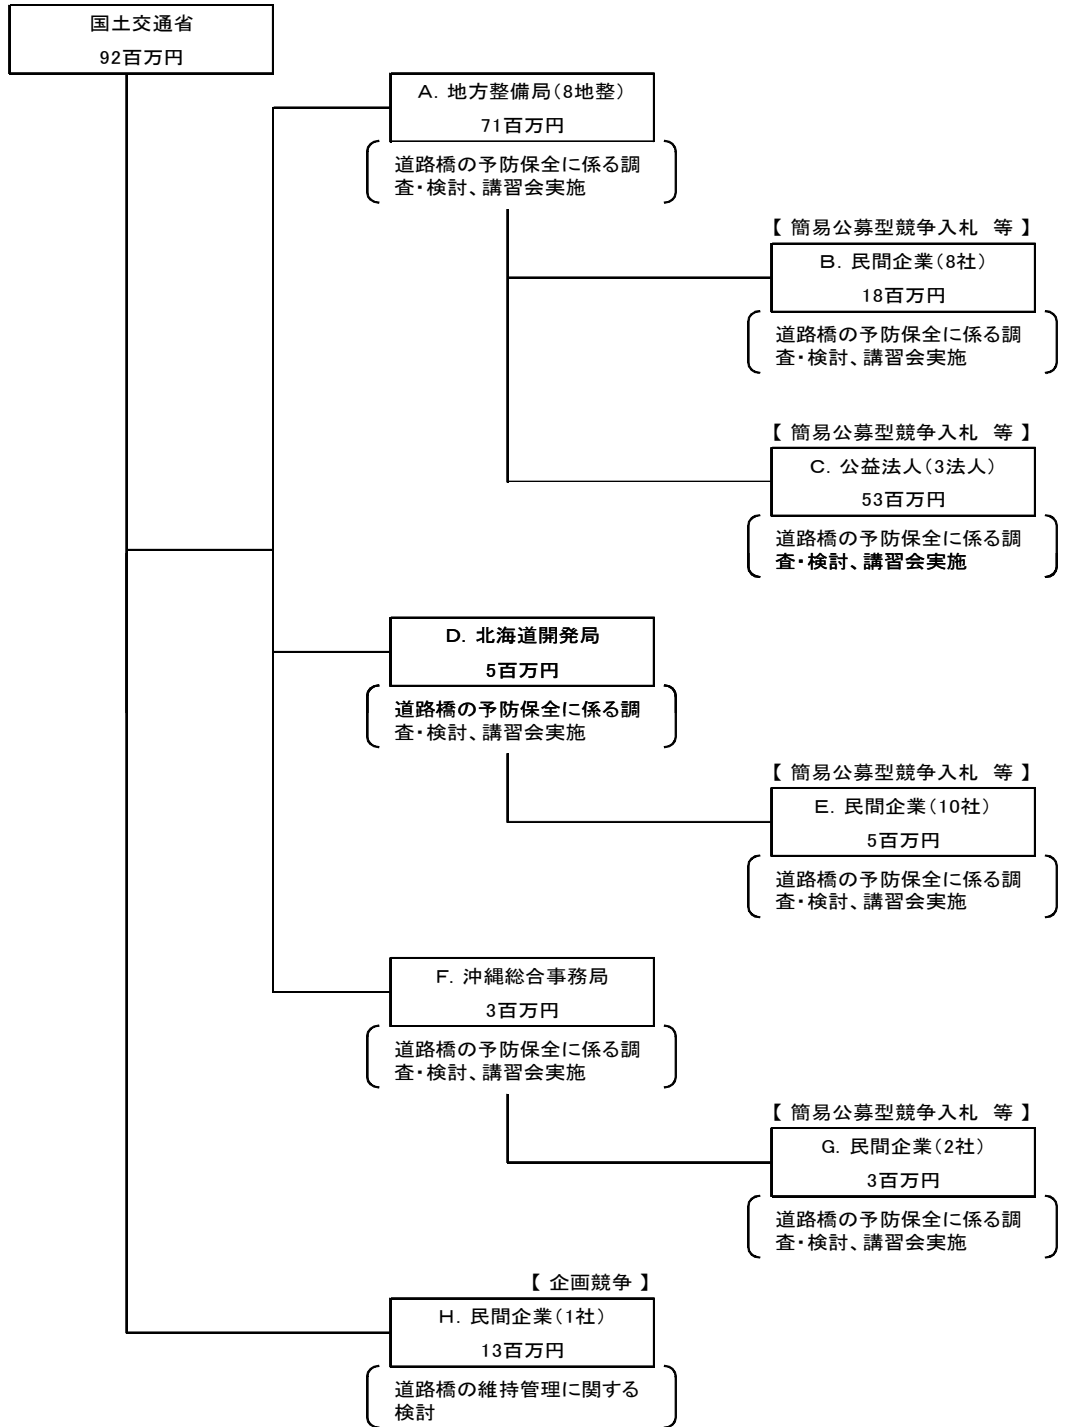 国土交通省
92百万円
A. 地方整備局(8地整)
71百万円
道路橋の予防保全に係る調
査・検討、講習会実施
【 簡易公募型競争入札 等 】
B. 民間企業(8社)
18百万円
道路橋の予防保全に係る調
査・検討、講習会実施
【 簡易公募型競争入札 等 】
C. 公益法人(3法人)
53百万円
道路橋の予防保全に係る調
査・検討、講習会実施
D. 北海道開発局
5百万円
道路橋の予防保全に係る調
査・検討、講習会実施
【 簡易公募型競争入札 等 】
E. 民間企業(10社)
5百万円
道路橋の予防保全に係る調
査・検討、講習会実施
F. 沖縄総合事務局
3百万円
道路橋の予防保全に係る調
査・検討、講習会実施
【 簡易公募型競争入札 等 】
G. 民間企業(2社)
3百万円
道路橋の予防保全に係る調
査・検討、講習会実施
【 企画競争 】
H. 民間企業(1社)
13百万円
道路橋の維持管理に関する
検討